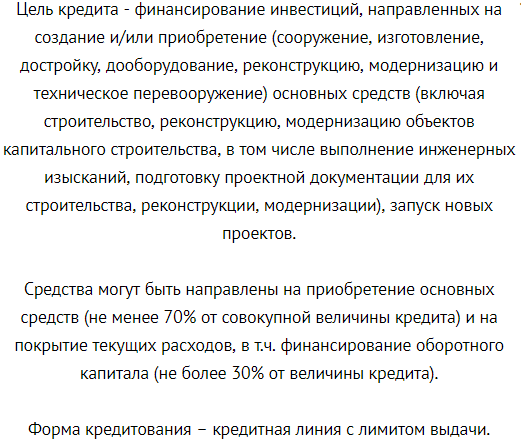 Цель кредита - финансирование инвестиций, направленных на
создание и/или приобретение (сооружение, изготовление,
достройку, дооборудование, реконструкцию, модернизацию и
техническое перевооружение) основных средств (включая
строительство, реконструкцию, модернизацию объектов
капитального строительства, в том числе выполнение инженерных
изысканий, подготовку проектной документации для их
строительства, реконструкции, модернизации), запуск новых
проектов.
Средства могут быть направлены на приобретение основных
средств (не менее 70% от совокупной величины кредита) и на
покрытие текущих расходов, в т.ч. финансирование оборотного
капитала (не более 30% от величины кредита).
Форма кредитования – кредитная линия с лимитом выдачи.